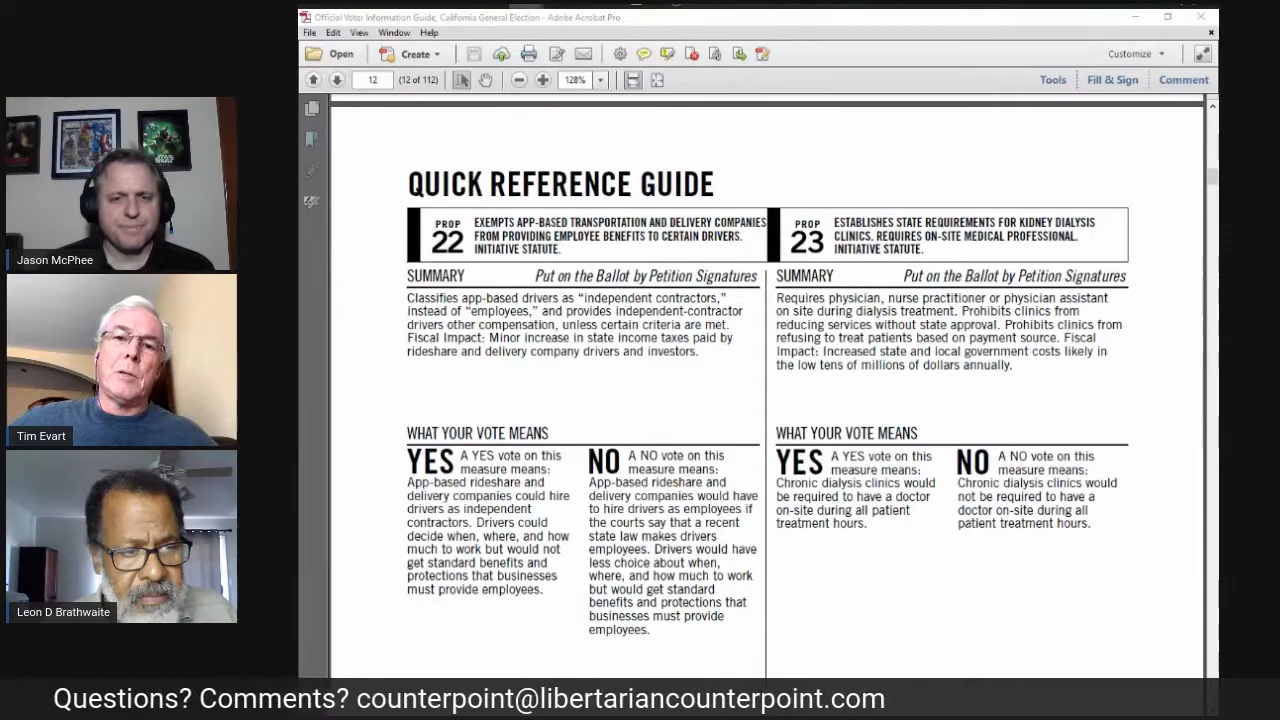 Official Voter Information Guide, California General Election - Adobe Acrobat Pro
File Edit View Window Help
Open Create Customize
12 (12 of 112) 128% Tools Fill & Sign Comment
QUICK REFERENCE GUIDE
PROP
22
EXEMPTS APP-BASED TRANSPORTATION AND DELIVERY COMPANIES
FROM PROVIDING EMPLOYEE BENEFITS TO CERTAIN DRIVERS.
INITIATIVE STATUTE.
SUMMARY Put on the Ballot by Petition Signatures
Classifies app-based drivers as “independent contractors,”
instead of “employees,” and provides independent-contractor
drivers other compensation, unless certain criteria are met.
Fiscal Impact: Minor increase in state income taxes paid by
rideshare and delivery company drivers and investors.
WHAT YOUR VOTE MEANS
YES A YES vote on this
measure means:
App-based rideshare and
delivery companies could hire
drivers as independent
contractors. Drivers could
decide when, where, and how
much to work but would not
get standard benefits and
protections that businesses
must provide employees.
NO A NO vote on this
measure means:
App-based rideshare and
delivery companies would have
to hire drivers as employees if
the courts say that a recent
state law makes drivers
employees. Drivers would have
less choice about when,
where, and how much to work
but would get standard
benefits and protections that
businesses must provide
employees.
PROP
23
ESTABLISHES STATE REQUIREMENTS FOR KIDNEY DIALYSIS
CLINICS. REQUIRES ON-SITE MEDICAL PROFESSIONAL.
INITIATIVE STATUTE.
SUMMARY Put on the Ballot by Petition Signatures
Requires physician, nurse practitioner or physician assistant
on site during dialysis treatment. Prohibits clinics from
reducing services without state approval. Prohibits clinics from
refusing to treat patients based on payment source. Fiscal
Impact: Increased state and local government costs likely in
the low tens of millions of dollars annually.
WHAT YOUR VOTE MEANS
YES A YES vote on this
measure means:
Chronic dialysis clinics would
be required to have a doctor
on-site during all patient
treatment hours.
NO A NO vote on this
measure means:
Chronic dialysis clinics would
not be required to have a
doctor on-site during all
patient treatment hours.
Jason McPhee
Tim Evart
Leon D Brathwaite
STAR WARS
Questions? Comments? counterpoint@libertariancounterpoint.com